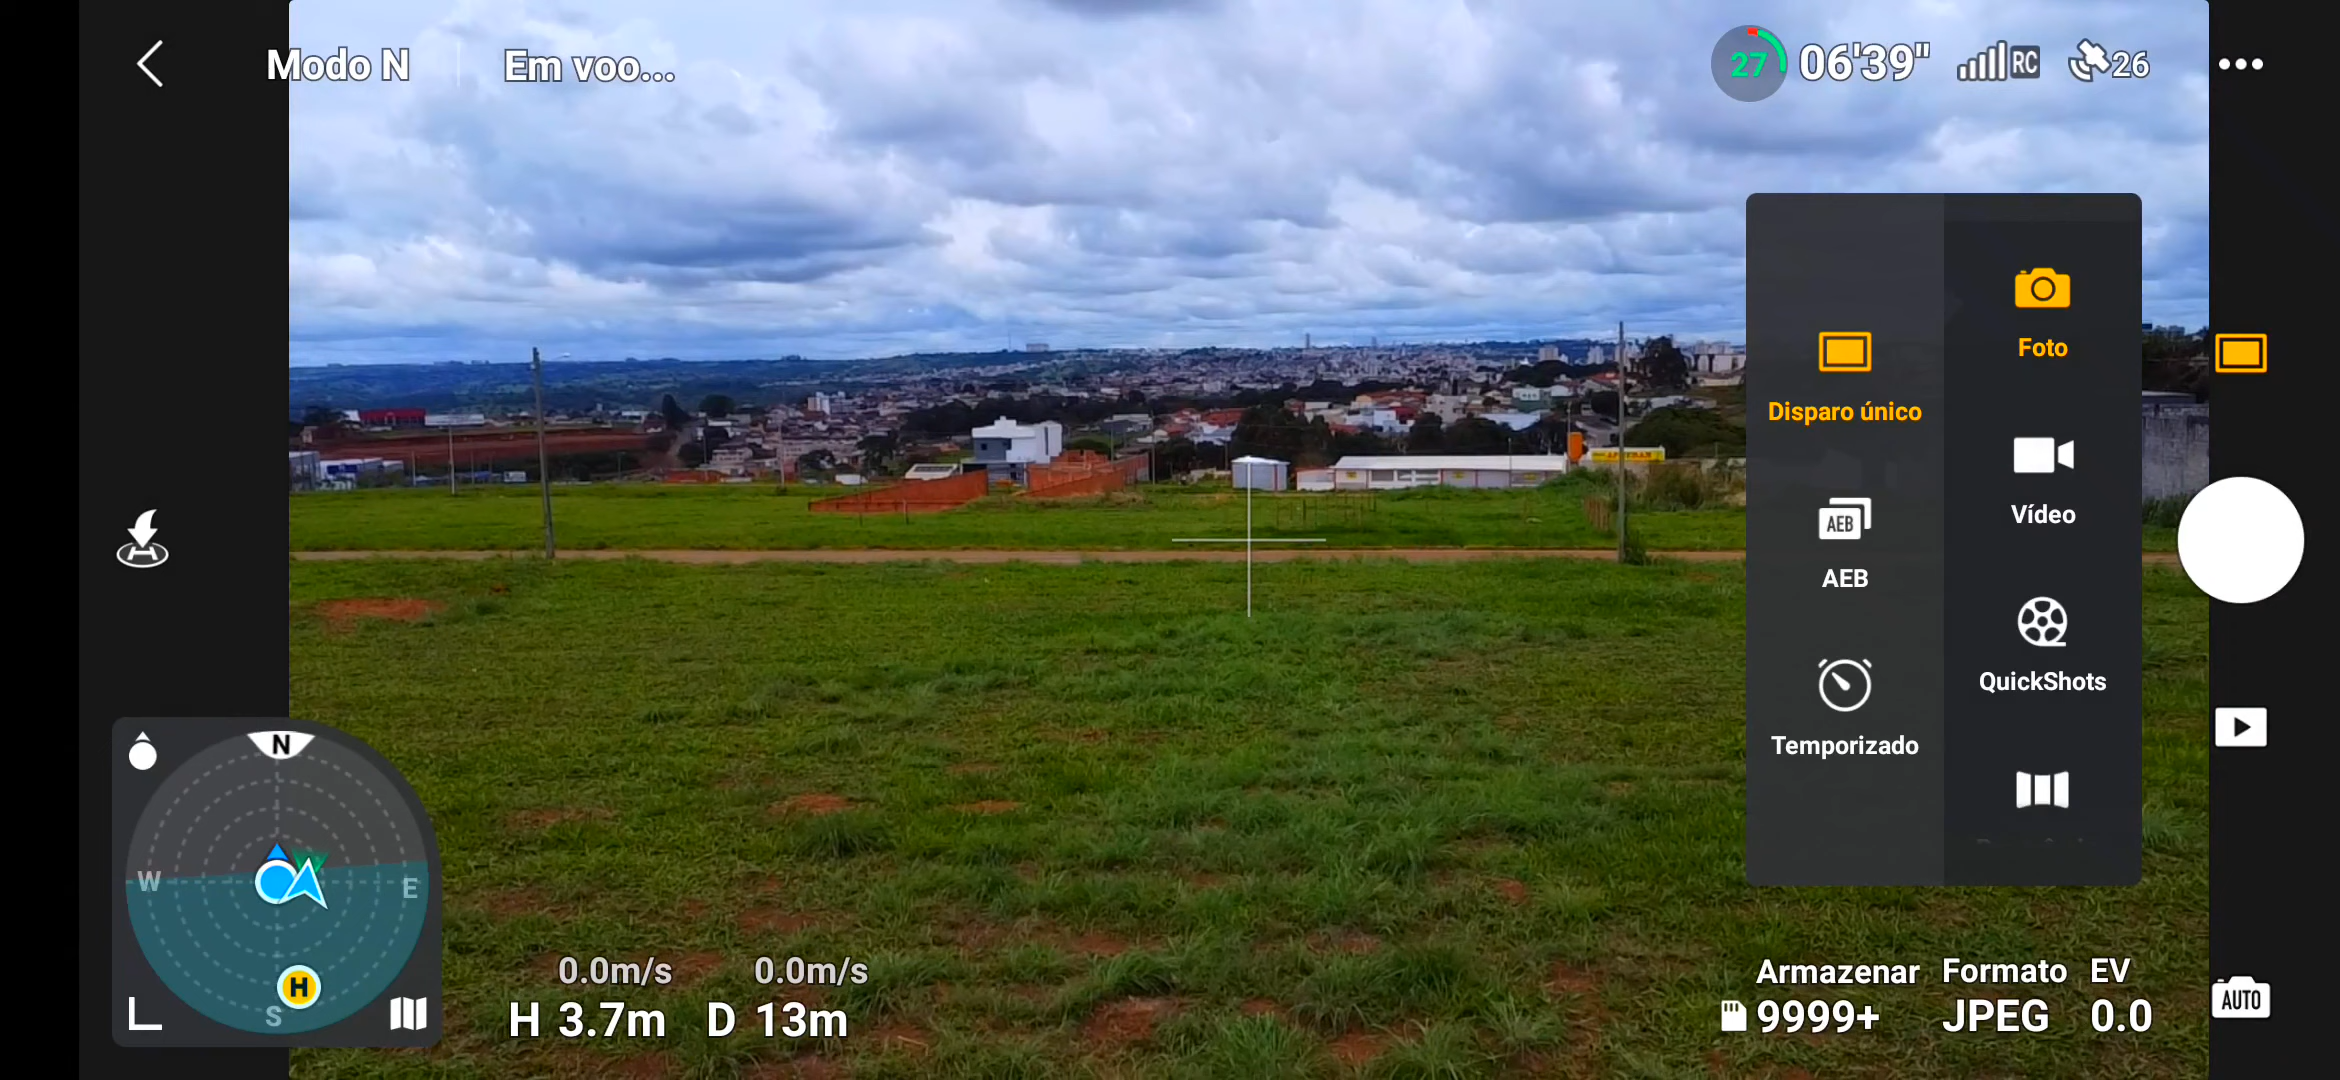 Modo N
Em voo...
27
06'39"
RC
26
Foto
Disparo único
Vídeo
AEB
AEB
QuickShots
Temporizado
N
W
E
H
S
0.0m/s 0.0m/s
H 3.7m D 13m
Armazenar Formato EV
9999+ JPEG 0.0
AUTO